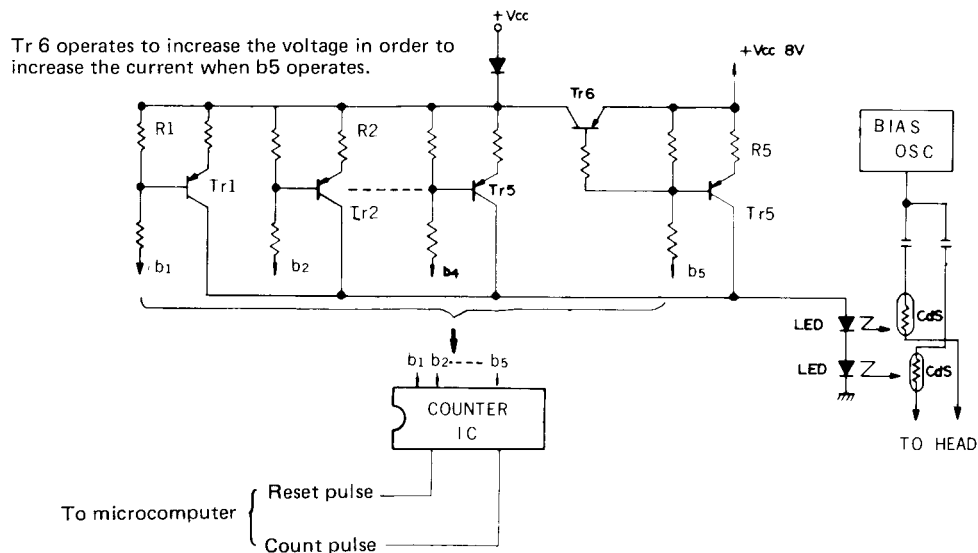 + Vcc
Tr 6 operates to increase the voltage in order to
increase the current when b5 operates.
+ Vcc 8V
Tr6
BIAS
OSC
R1
R2
R5
Tr1
Tr2
Tr5
Tr5
b1
b2
b4
b5
LED
CdS
LED
CdS
b1 b2 b5
COUNTER
IC
TO HEAD
Reset pulse
To microcomputer
Count pulse